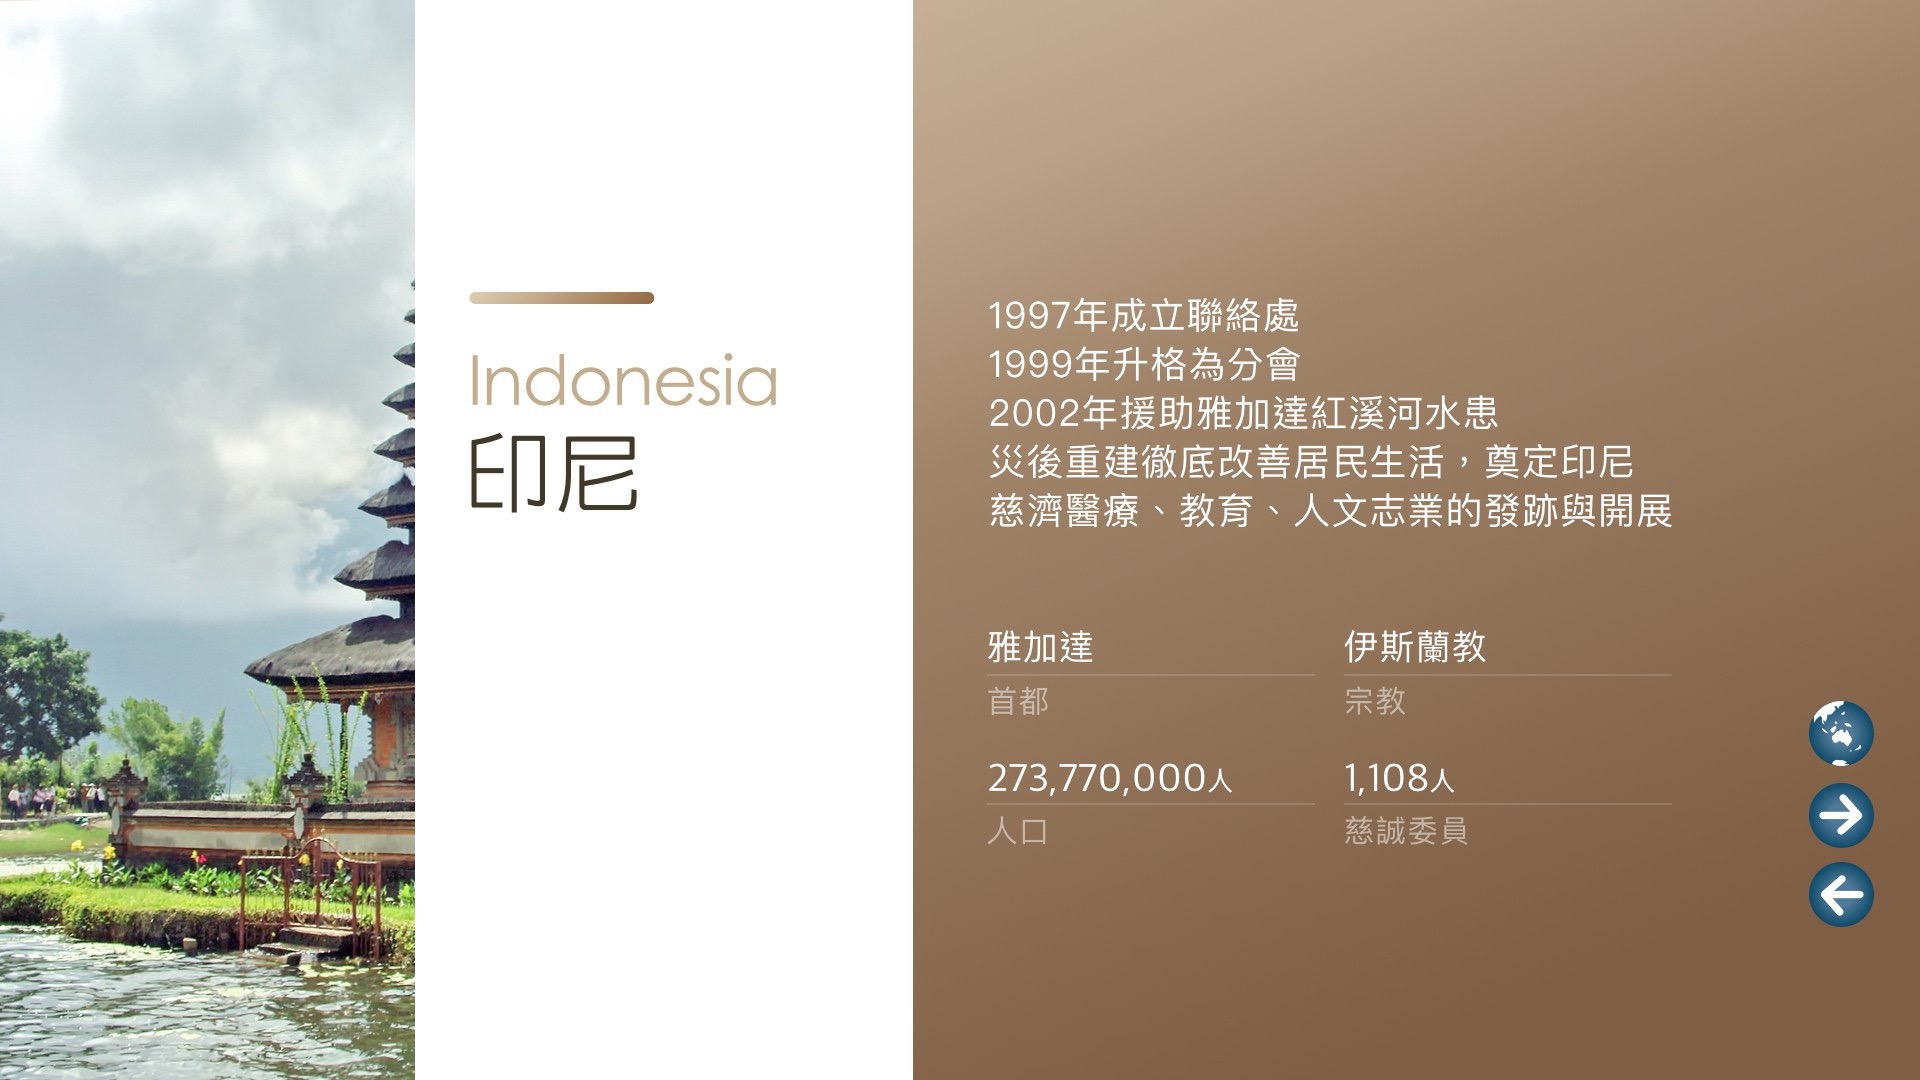 Indonesia
印尼
1997年成立聯絡處
1999年升格為分會
2002年援助雅加達紅溪河水患
災後重建徹底改善居民生活，奠定印尼
慈濟醫療、教育、人文志業的發跡與開展
雅加達
首都
伊斯蘭教
宗教
273,770,000人
人口
1,108人
慈誠委員